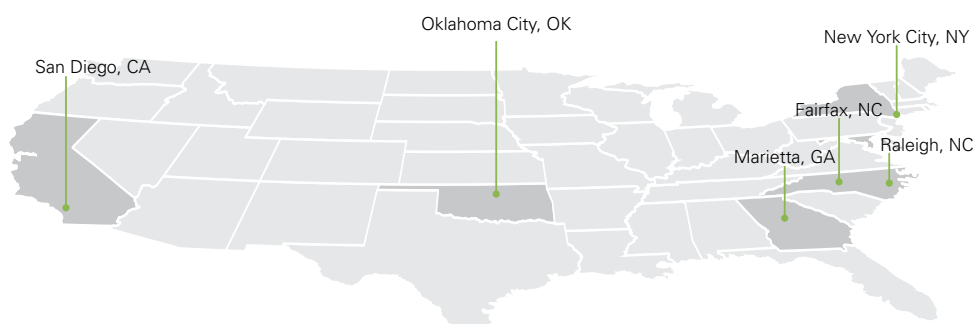 Oklahoma City, OK
New York City, NY
San Diego, CA
Fairfax, NC
Raleigh, NC
Marietta, GA